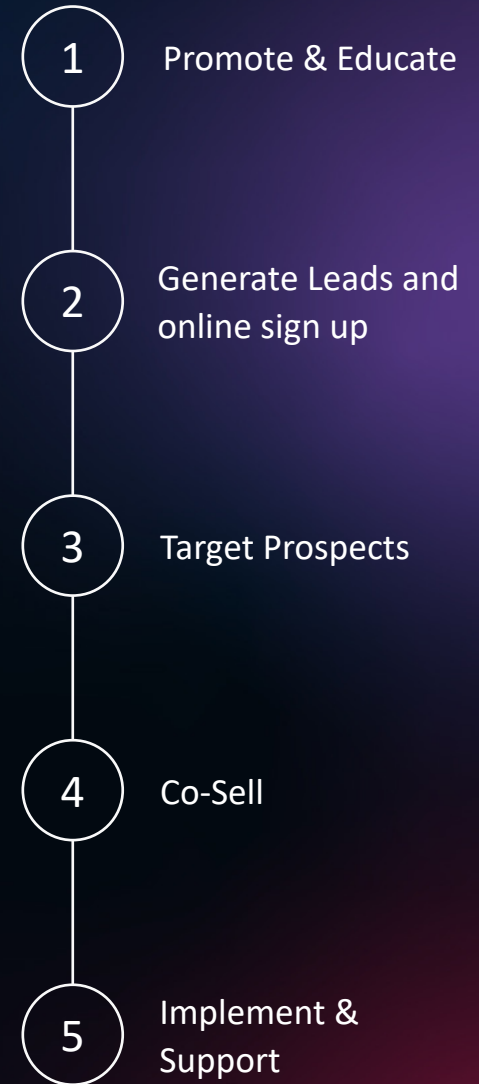 1
Promote & Educate
2
Generate Leads and
online sign up
3
Target Prospects
4
Co-Sell
5
Implement &
Support